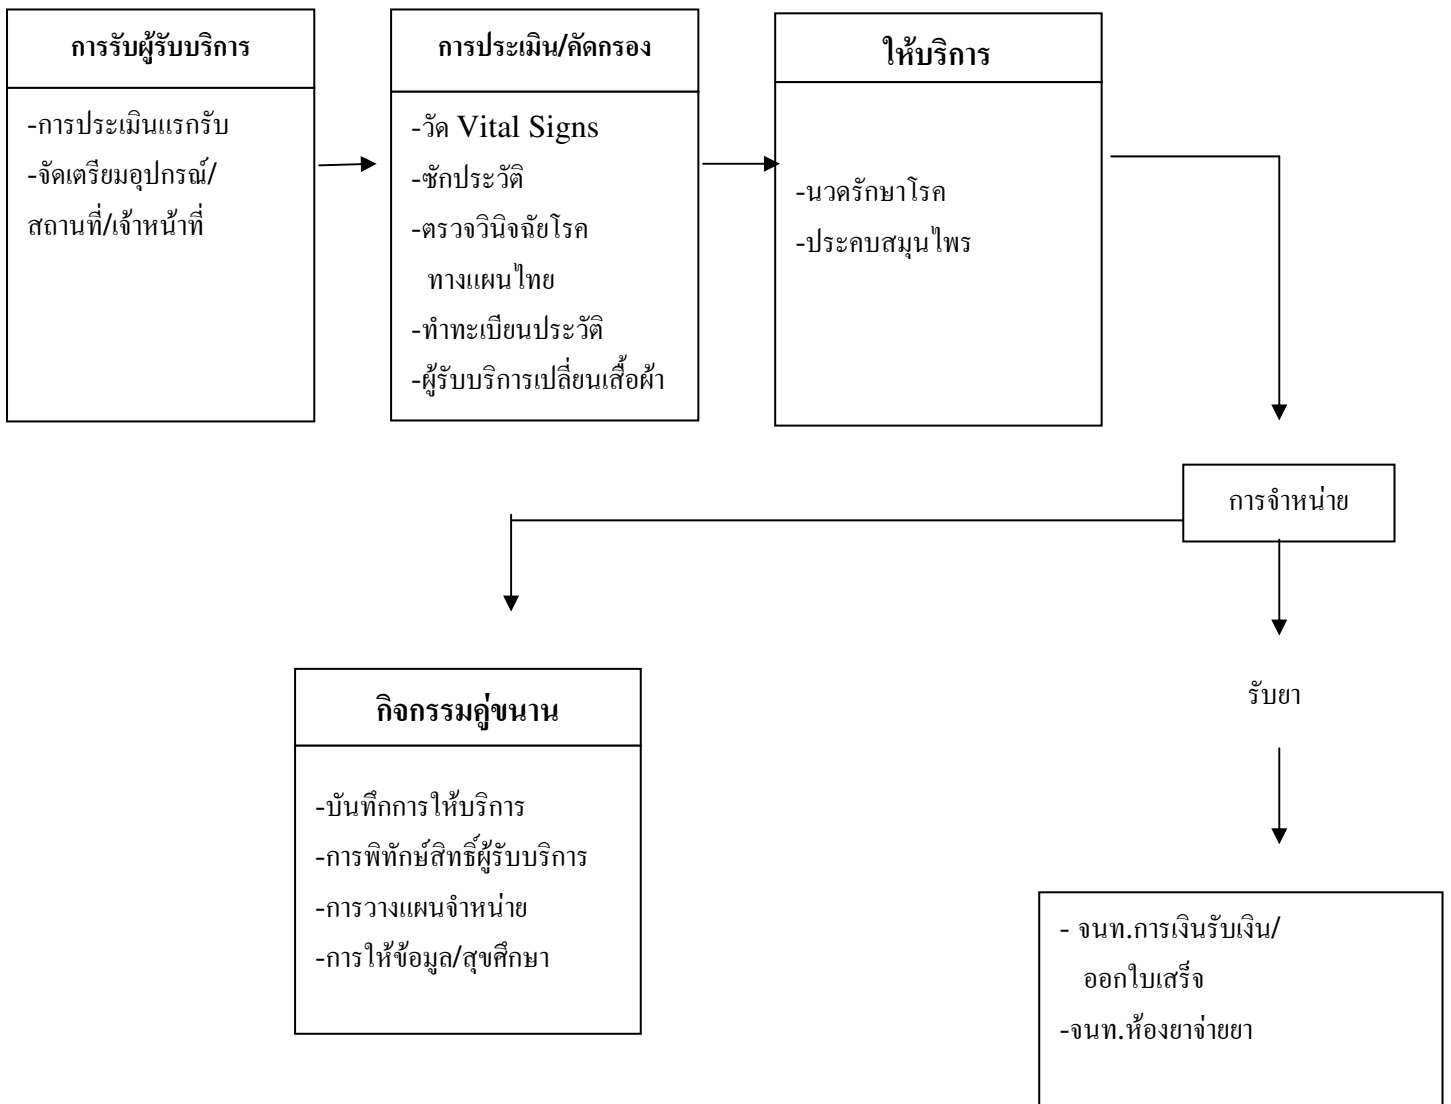 การรับผู้รับบริการ
-การประเมินแรกรับ
-จัดเตรียมอุปกรณ์/
สถานที่/เจ้าหน้าที่
การประเมิน/คัดกรอง
-วัด Vital Signs
-ซักประวัติ
-ตรวจวินิจฉัยโรค
ทางแผนไทย
-ทำทะเบียนประวัติ
-ผู้รับบริการเปลี่ยนเสื้อผ้า
ให้บริการ
-นวดรักษาโรค
-ประคบสมุนไพร
การจำหน่าย
กิจกรรมคู่ขนาน
-บันทึกการให้บริการ
-การพิทักษ์สิทธิ์ผู้รับบริการ
-การวางแผนจำหน่าย
-การให้ข้อมูล/สุขศึกษา
รับยา
- จนท.การเงินรับเงิน/
ออกใบเสร็จ
-จนท.ห้องยาจ่ายยา